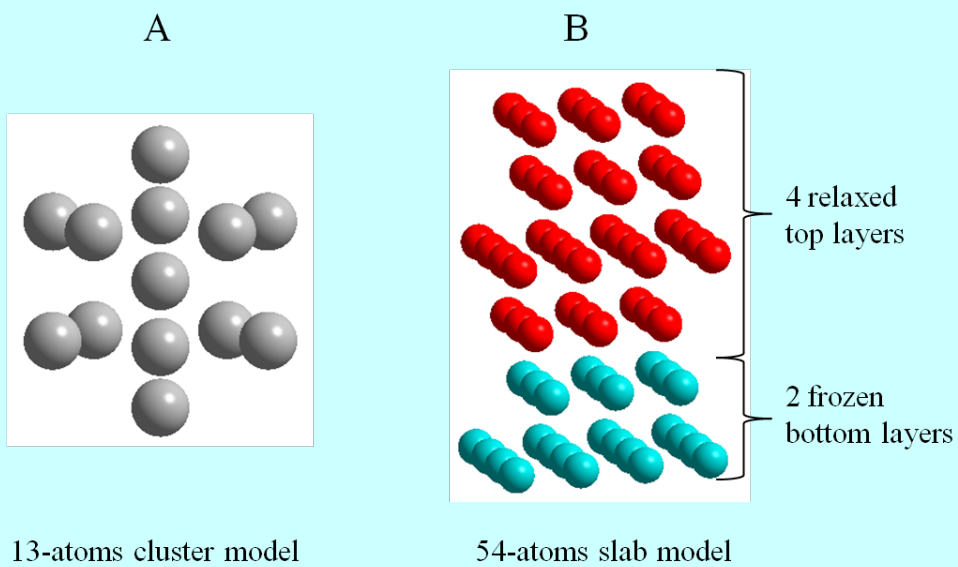 A
B
4 relaxed
top layers
2 frozen
bottom layers
13-atoms cluster model
54-atoms slab model